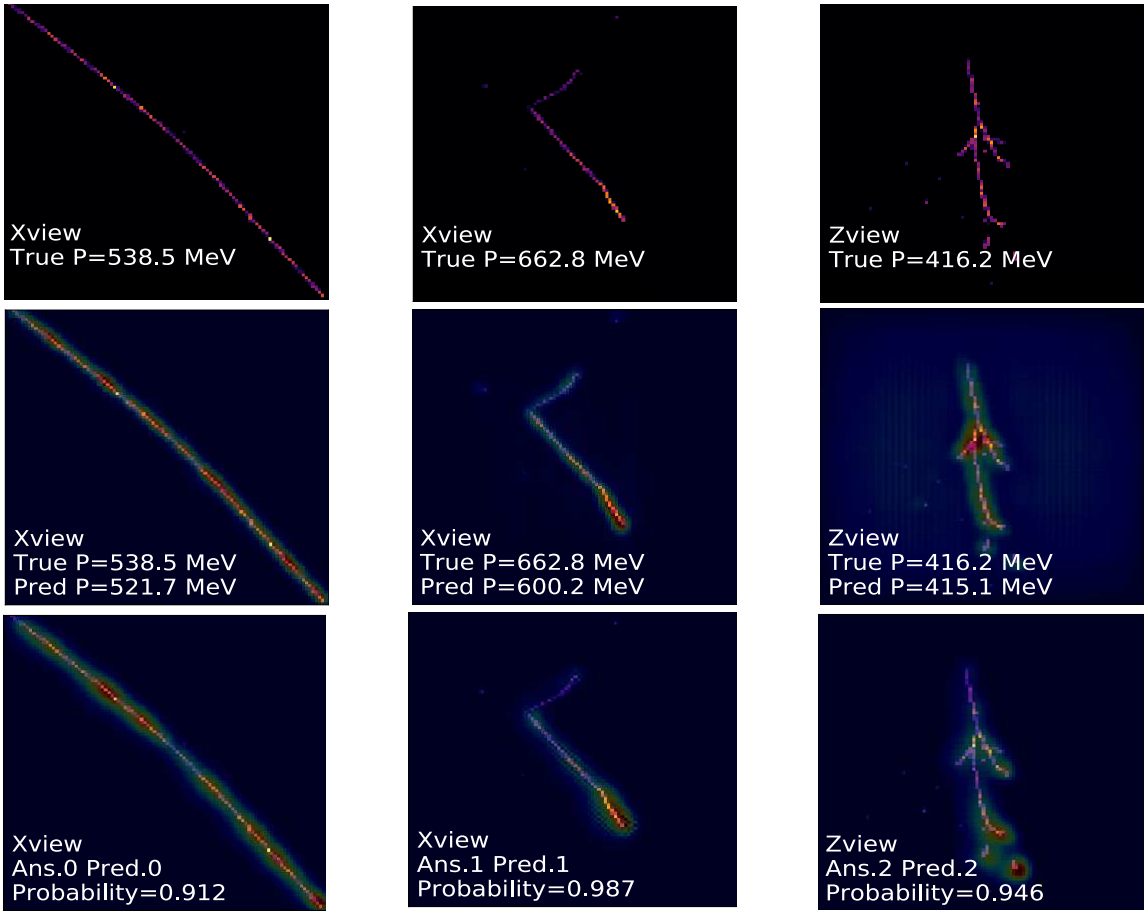 Xview
True P=538.5 MeV
Xview
True P=662.8 MeV
Zview
True P=416.2 MeV
Xview
True P=538.5 MeV
Pred P=521.7 MeV
Xview
True P=662.8 MeV
Pred P=600.2 MeV
Zview
True P=416.2 MeV
Pred P=415.1 MeV
Xview
Ans.0 Pred.0
Probability=0.912
Xview
Ans.1 Pred.1
Probability=0.987
Zview
Ans.2 Pred.2
Probability=0.946